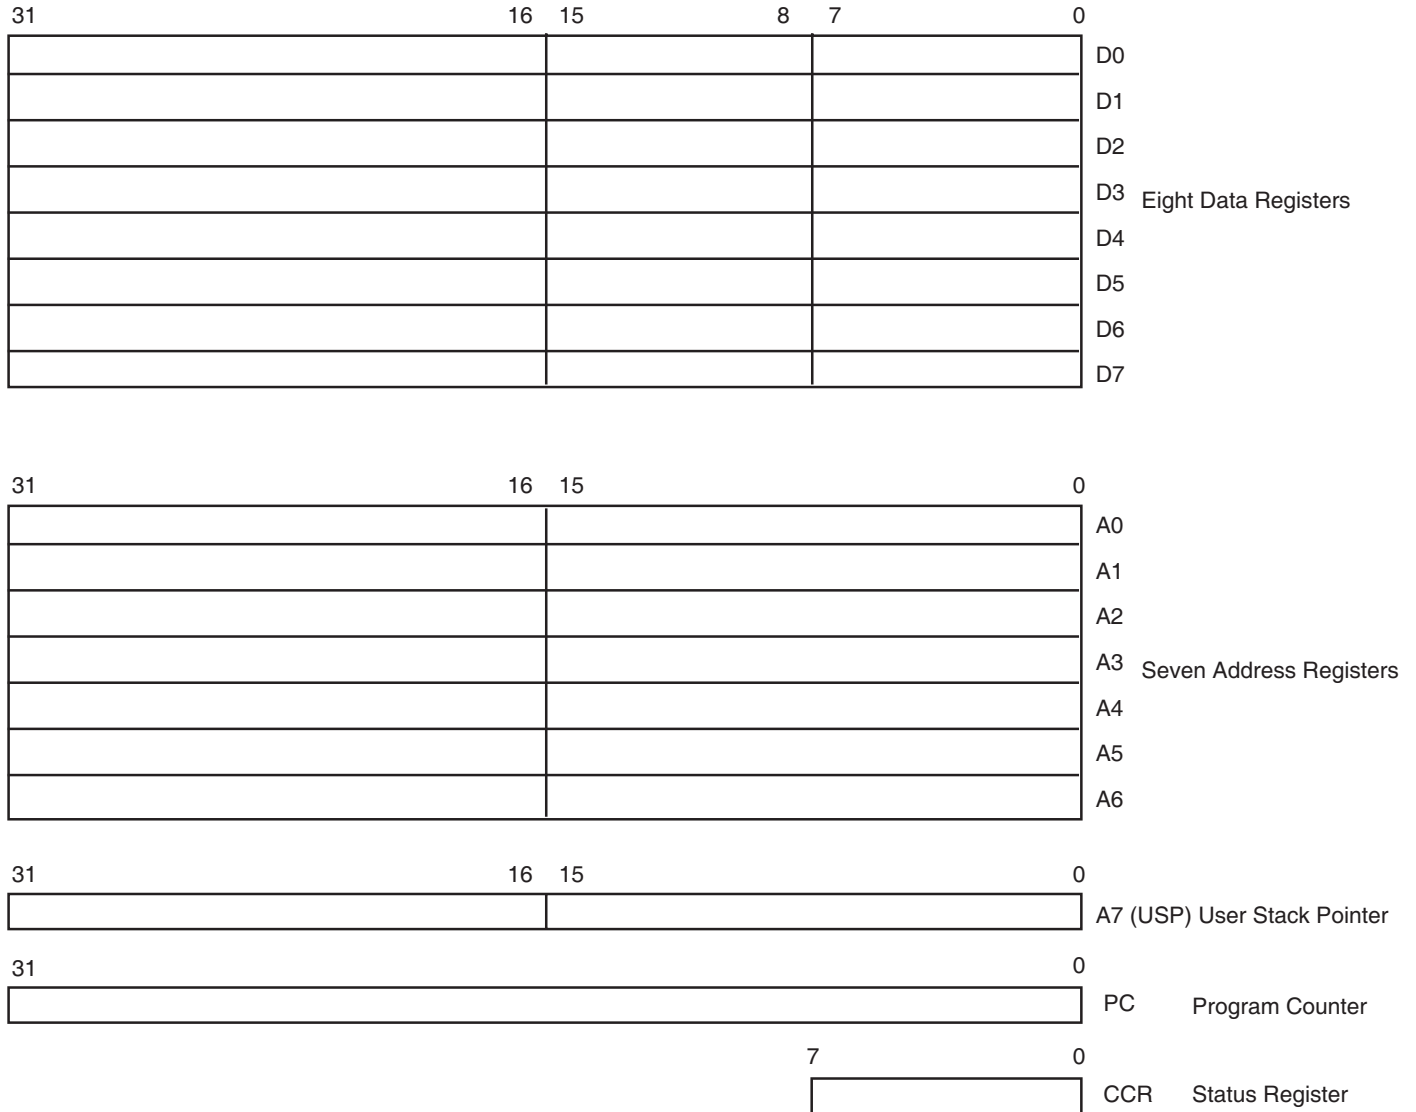 31 16 15 8 7 0
D0
D1
D2
D3 Eight Data Registers
D4
D5
D6
D7
31 16 15 0
A0
A1
A2
A3 Seven Address Registers
A4
A5
A6
31 16 15 0
A7 (USP) User Stack Pointer
31 0
PC Program Counter
7 0
CCR Status Register